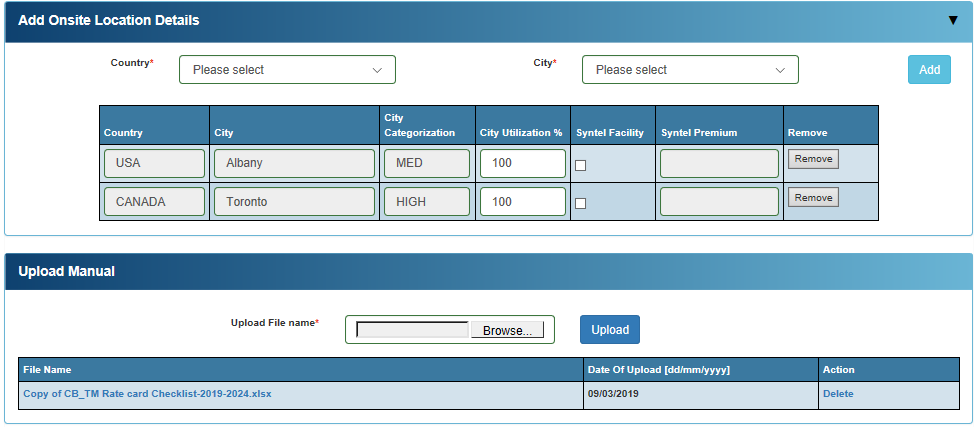 Add Onsite Location Details ▼
Country* Please select City* Please select Add
Country City City Categorization City Utilization % Syntel Facility Syntel Premium Remove
USA Albany MED 100 Remove
CANADA Toronto HIGH 100 Remove
Upload Manual
Upload File name* Browse... Upload
File Name Date Of Upload [dd/mm/yyyy] Action
Copy of CB_TM Rate card Checklist-2019-2024.xlsx 09/03/2019 Delete